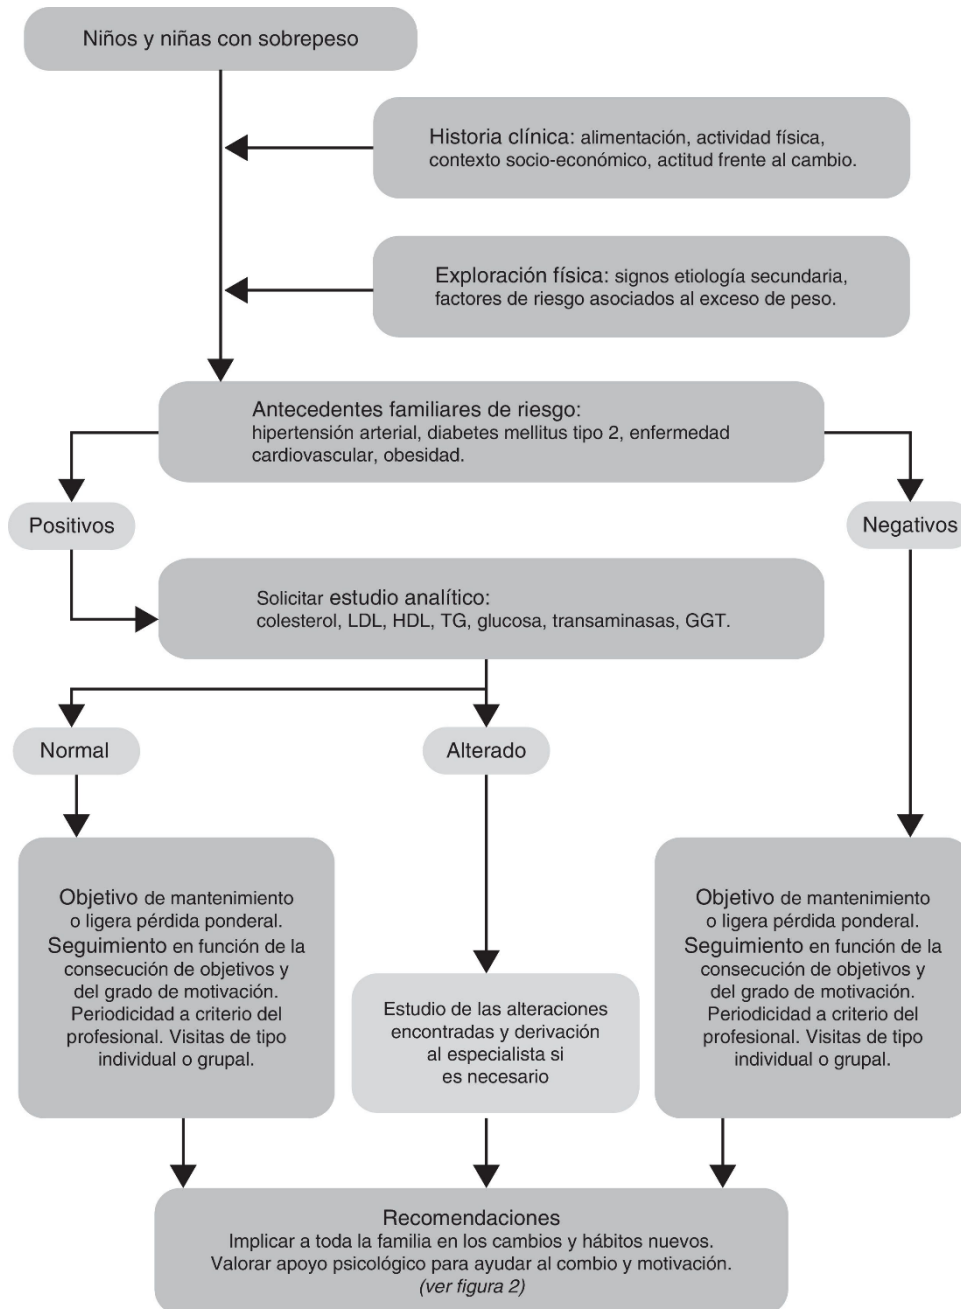 Niños y niñas con sobrepeso
Historia clínica: alimentación, actividad física,
contexto socio-económico, actitud frente al cambio.
Exploración física: signos etiología secundaria,
factores de riesgo asociados al exceso de peso.
Antecedentes familiares de riesgo:
hipertensión arterial, diabetes mellitus tipo 2, enfermedad
cardiovascular, obesidad.
Positivos
Negativos
Solicitar estudio analítico:
colesterol, LDL, HDL, TG, glucosa, transaminasas, GGT.
Normal
Alterado
Objetivo de mantenimiento
o ligera pérdida ponderal.
Seguimiento en función de la
consecución de objetivos y
del grado de motivación.
Periodicidad a criterio del
profesional. Visitas de tipo
individual o grupal.
Estudio de las alteraciones
encontradas y derivación
al especialista si
es necesario
Objetivo de mantenimiento
o ligera pérdida ponderal.
Seguimiento en función de la
consecución de objetivos y
del grado de motivación.
Periodicidad a criterio del
profesional. Visitas de tipo
individual o grupal.
Recomendaciones
Implicar a toda la familia en los cambios y hábitos nuevos.
Valorar apoyo psicológico para ayudar al combio y motivación.
(ver figura 2)